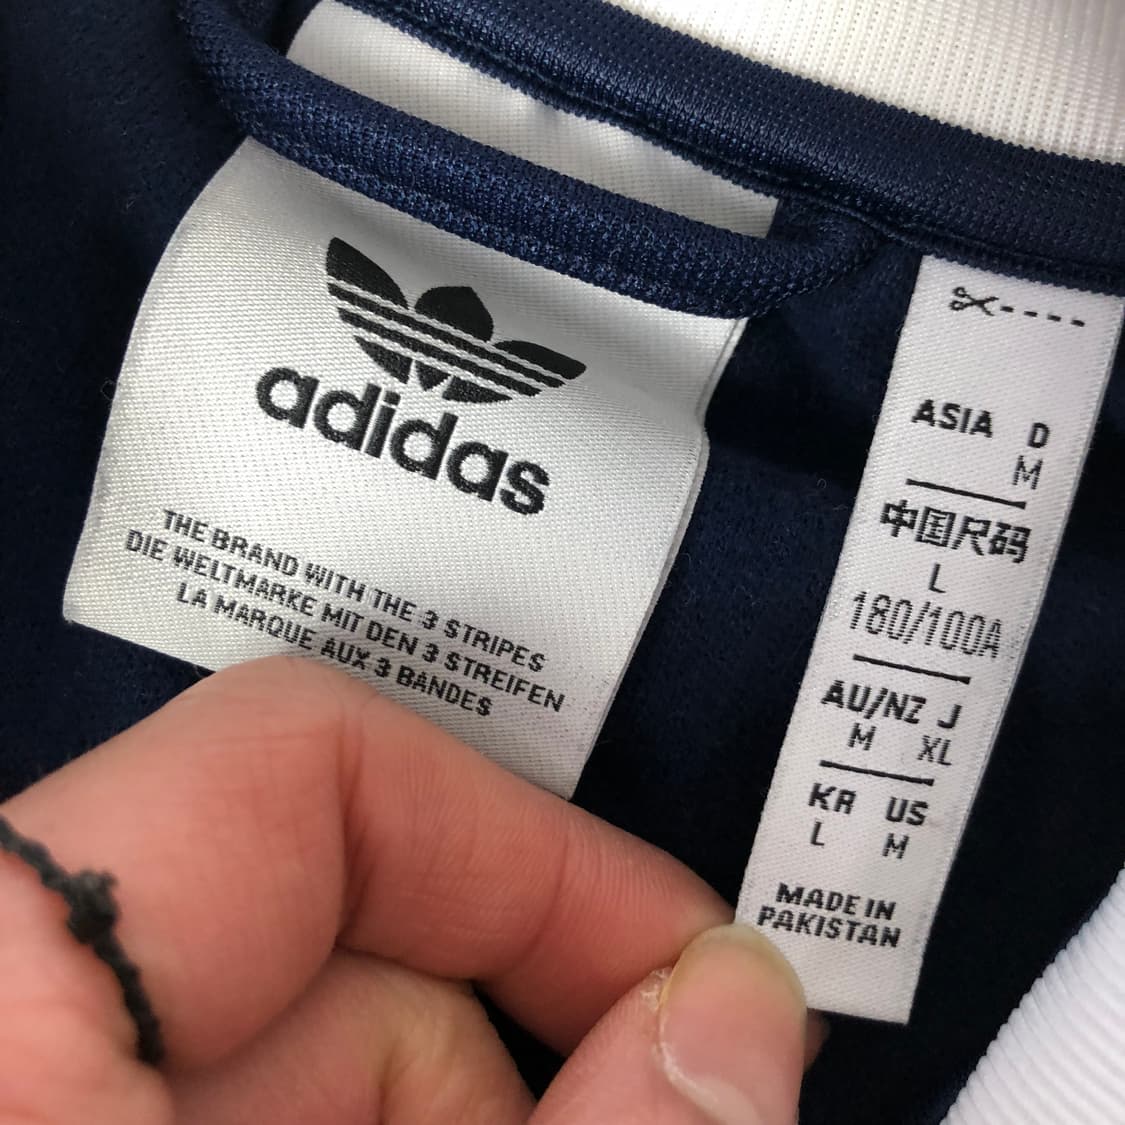 adidas
THE BRAND WITH THE 3 STRIPES
DIE WELTMARKE MIT DEN 3 STREIFEN
LA MARQUE AUX 3 BANDES
ASIA D
M
中国尺码
L
180/100A
AU/NZ J
M XL
KR US
L M
MADE IN
PAKISTAN